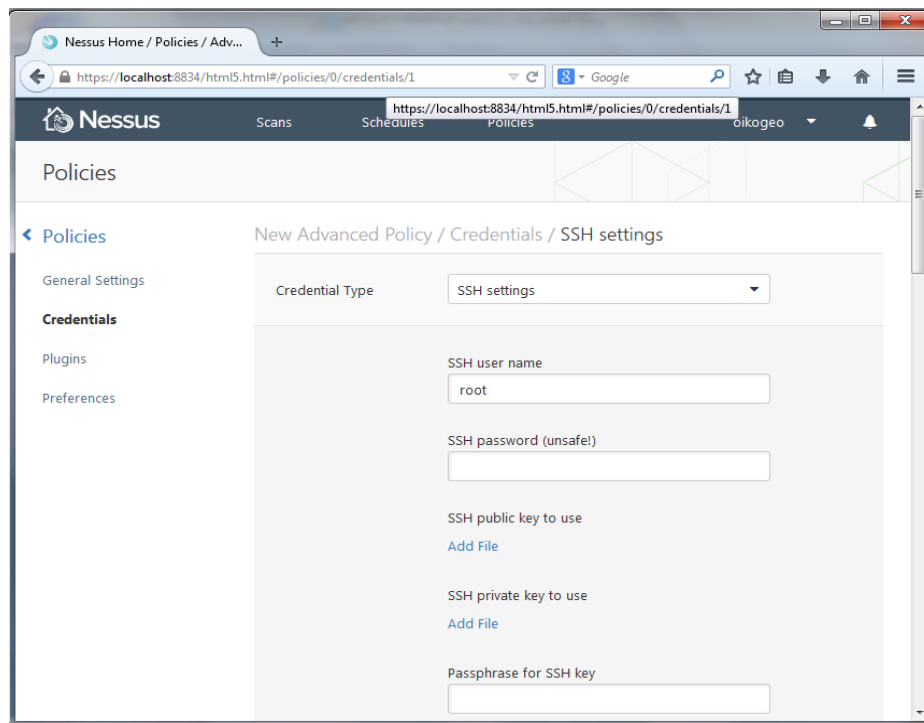 Nessus Home / Policies / Adv...
https://localhost:8834/html5.html#/policies/0/credentials/1
Google
https://localhost:8834/html5.html#/policies/0/credentials/1
Nessus Scans Schedules Policies oikogeo
Policies
Policies
New Advanced Policy / Credentials / SSH settings
General Settings
Credential Type SSH settings
Credentials
Plugins
SSH user name
root
Preferences
SSH password (unsafe!)
SSH public key to use
Add File
SSH private key to use
Add File
Passphrase for SSH key